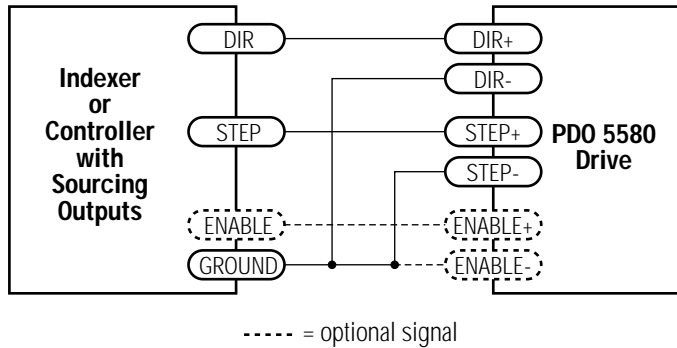 DIR
DIR+
DIR-
Indexer
or
Controller
with
Sourcing
Outputs
STEP
STEP+
STEP-
PDO 5580
Drive
ENABLE
ENABLE+
GROUND
ENABLE-
= optional signal